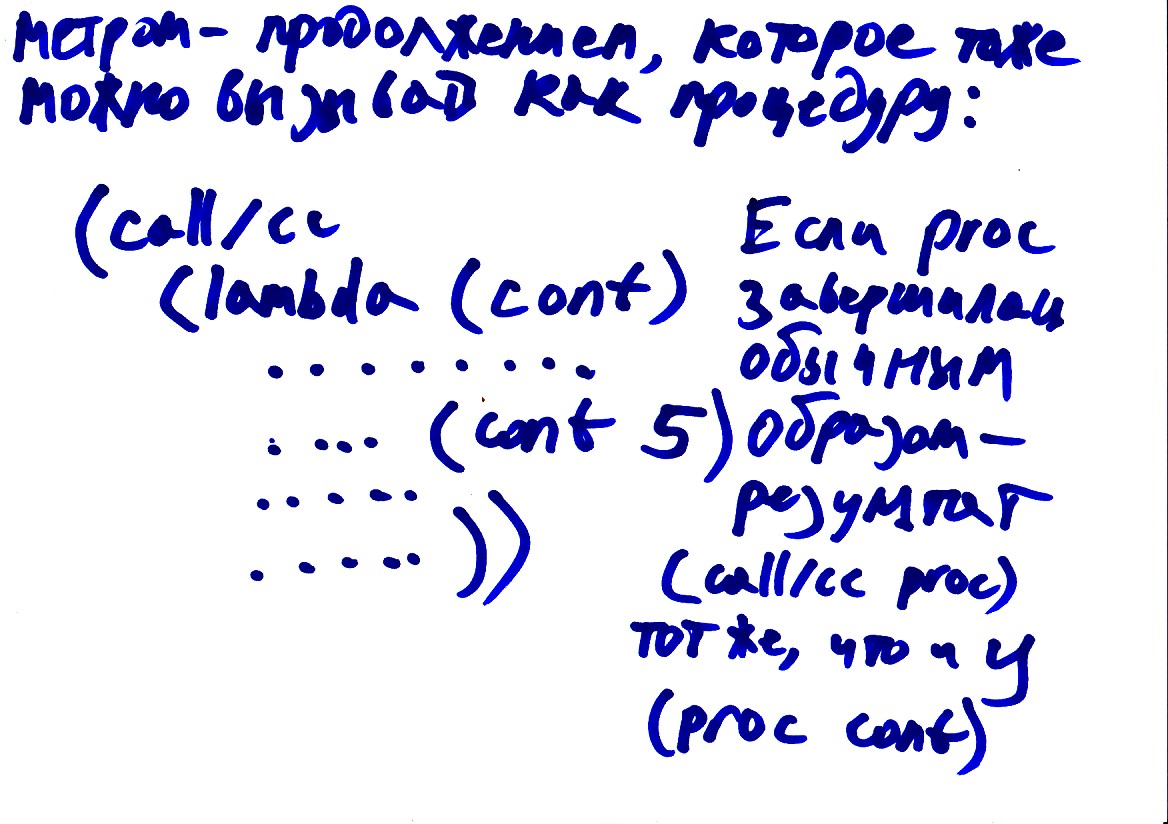 метром – продолжением, которое тоже
можно вызывать как процедуру:
(call/cc
(lambda (cont)
. . . . . . . .
. ... (cont 5)
. . . . .
. . . . . ))
Если proc
завершилась
обычным
образом –
результат
(call/cc proc)
тот же, что и у
(proc cont)